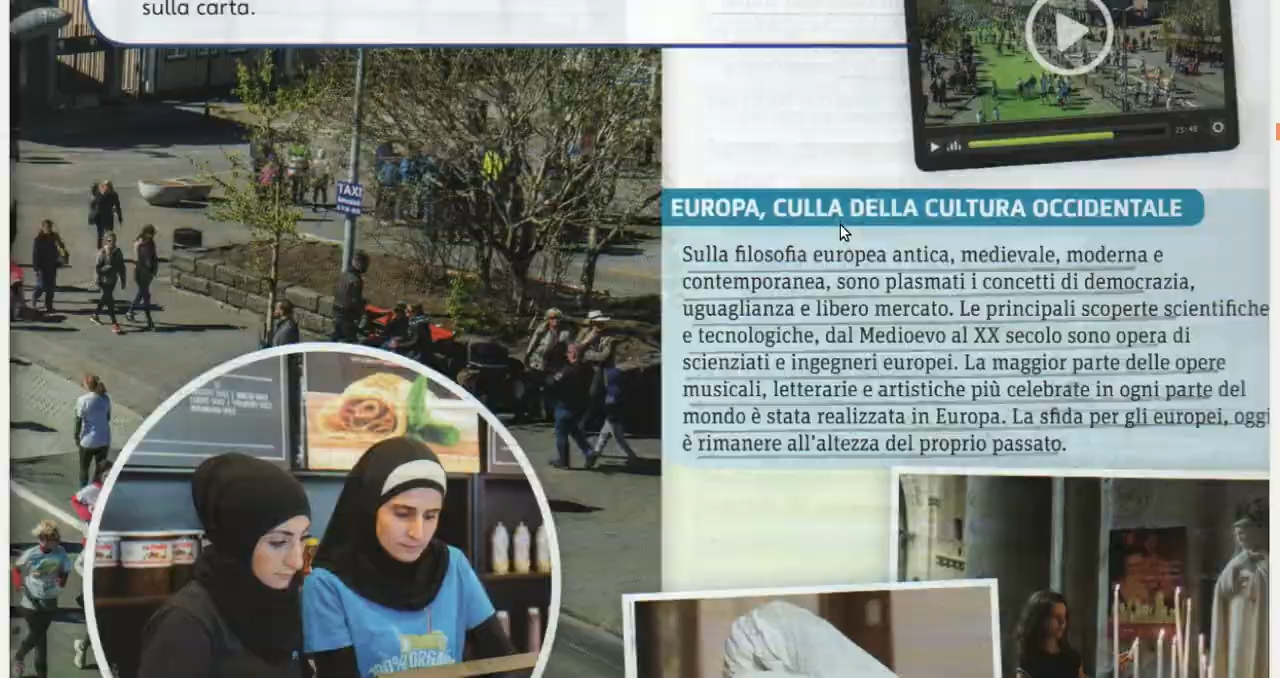 sulla carta.
23:48
TAXI
EUROPA, CULLA DELLA CULTURA OCCIDENTALE
Sulla filosofia europea antica, medievale, moderna e
contemporanea, sono plasmati i concetti di democrazia,
uguaglianza e libero mercato. Le principali scoperte scientifiche
e tecnologiche, dal Medioevo al XX secolo sono opera di
scienziati e ingegneri europei. La maggior parte delle opere
musicali, letterarie e artistiche più celebrate in ogni parte del
mondo è stata realizzata in Europa. La sfida per gli europei, oggi
è rimanere all'altezza del proprio passato.